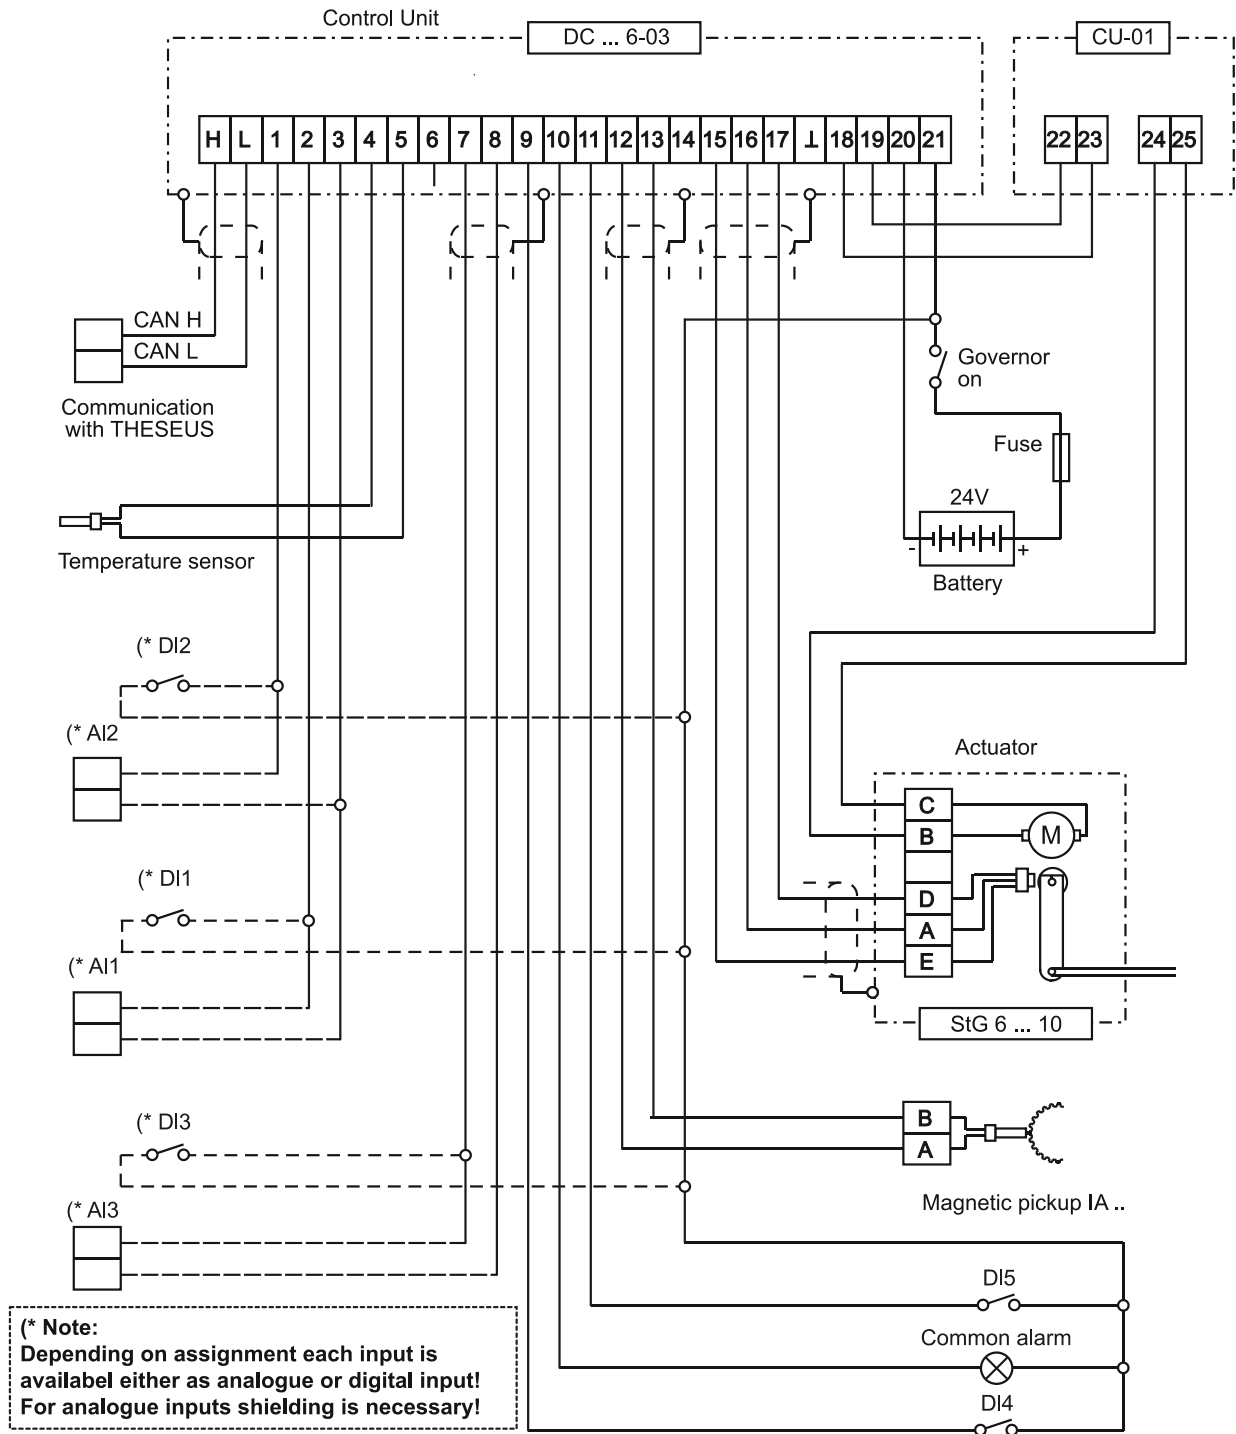 Control Unit
DC ... 6-03
CU-01
H L 1 2 3 4 5 6 7 8 9 10 11 12 13 14 15 16 17 ⊥ 18 19 20 21
22 23 24 25
CAN H
CAN L
Communication
with THESEUS
Governor
on
Fuse
24V
- +
Battery
Temperature sensor
(* DI2
(* AI2
Actuator
C
B
M
(* DI1
D
A
E
(* AI1
StG 6 ... 10
(* DI3
B
A
(* AI3
Magnetic pickup IA ..
DI5
Common alarm
DI4
(* Note:
Depending on assignment each input is
availabel either as analogue or digital input!
For analogue inputs shielding is necessary!